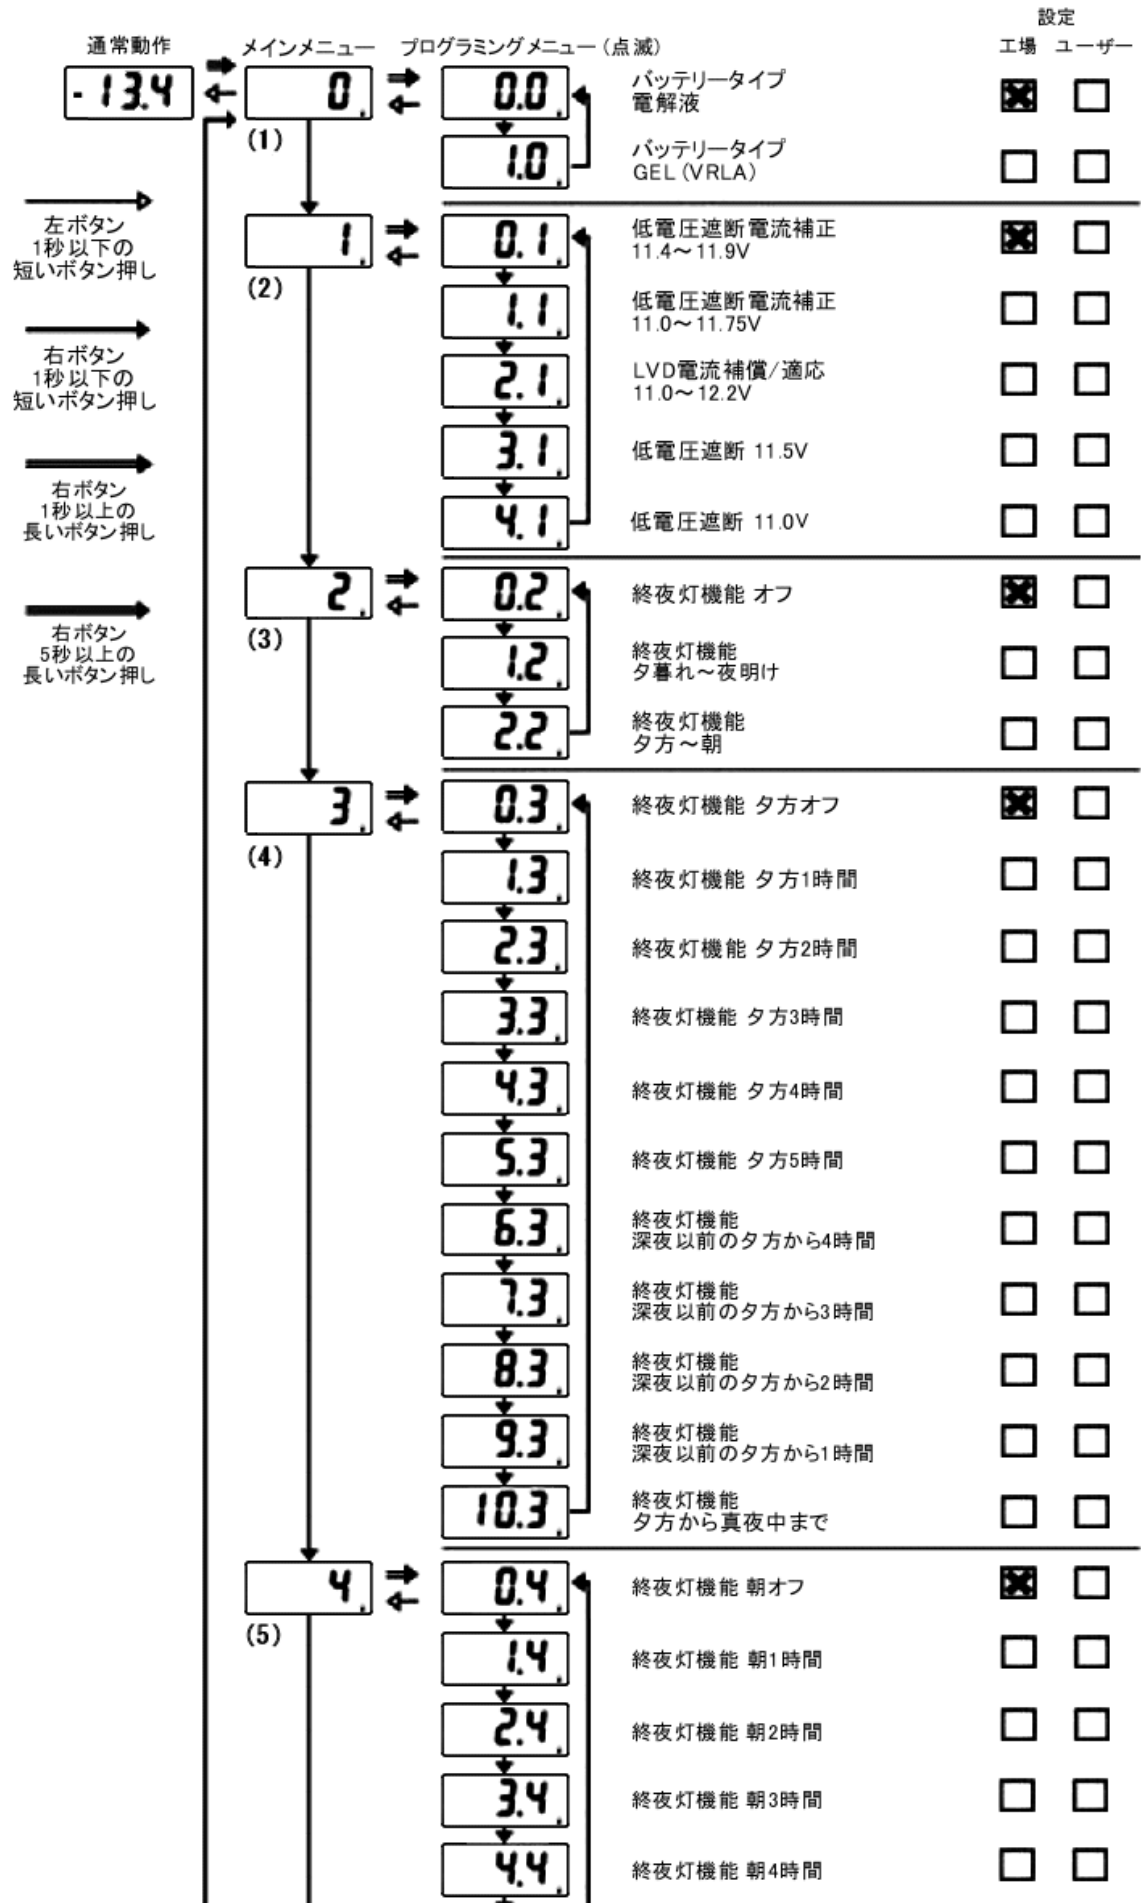 設定
通常動作 メインメニュー プログラミングメニュー(点滅) 工場 ユーザー
-13.4 0 0.0 バッテリータイプ
電解液
(1)
1.0 バッテリータイプ
GEL(VRLA)
左ボタン
1秒以下の
短いボタン押し
1 0.1 低電圧遮断電流補正
11.4～11.9V
(2)
1.1 低電圧遮断電流補正
11.0～11.75V
右ボタン
1秒以下の
短いボタン押し
2.1 LVD電流補償/適応
11.0～12.2V
3.1 低電圧遮断 11.5V
右ボタン
1秒以上の
長いボタン押し
4.1 低電圧遮断 11.0V
2 0.2 終夜灯機能 オフ
(3)
右ボタン
5秒以上の
長いボタン押し
1.2 終夜灯機能
夕暮れ～夜明け
2.2 終夜灯機能
夕方～朝
3 0.3 終夜灯機能 夕方オフ
(4)
1.3 終夜灯機能 夕方1時間
2.3 終夜灯機能 夕方2時間
3.3 終夜灯機能 夕方3時間
4.3 終夜灯機能 夕方4時間
5.3 終夜灯機能 夕方5時間
6.3 終夜灯機能
深夜以前の夕方から4時間
7.3 終夜灯機能
深夜以前の夕方から3時間
8.3 終夜灯機能
深夜以前の夕方から2時間
9.3 終夜灯機能
深夜以前の夕方から1時間
10.3 終夜灯機能
夕方から真夜中まで
4 0.4 終夜灯機能 朝オフ
(5)
1.4 終夜灯機能 朝1時間
2.4 終夜灯機能 朝2時間
3.4 終夜灯機能 朝3時間
4.4 終夜灯機能 朝4時間